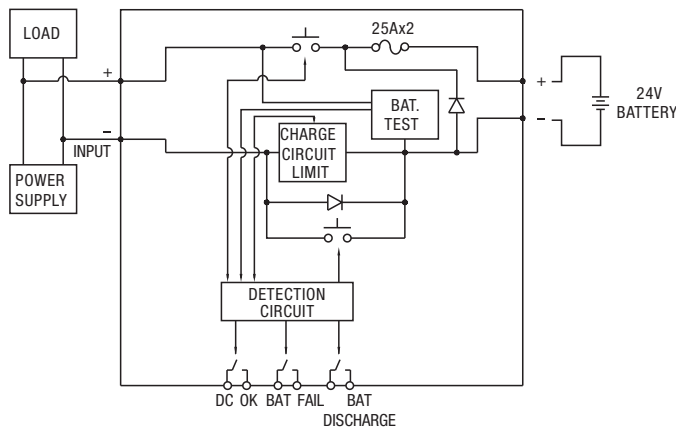 LOAD
25Ax2
+
+
24V
BATTERY
BAT.
TEST
−
−
INPUT
CHARGE
CIRCUIT
LIMIT
POWER
SUPPLY
DETECTION
CIRCUIT
DC OK BAT FAIL BAT
DISCHARGE